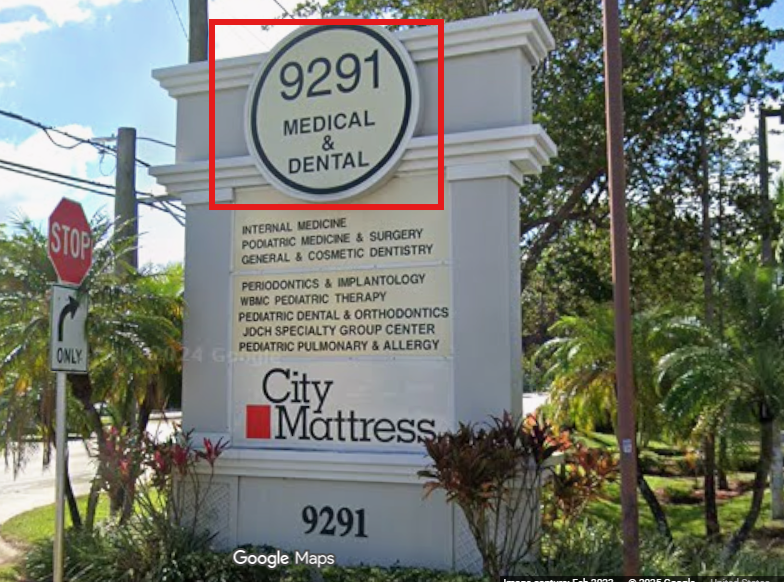 9291
MEDICAL
&
DENTAL
INTERNAL MEDICINE
PODIATRIC MEDICINE & SURGERY
GENERAL & COSMETIC DENTISTRY
PERIODONTICS & IMPLANTOLOGY
WBMC PEDIATRIC THERAPY
PEDIATRIC DENTAL & ORTHODONTICS
JDCH SPECIALTY GROUP CENTER
PEDIATRIC PULMONARY & ALLERGY
City
Mattress
9291
STOP
ONLY
Google Maps